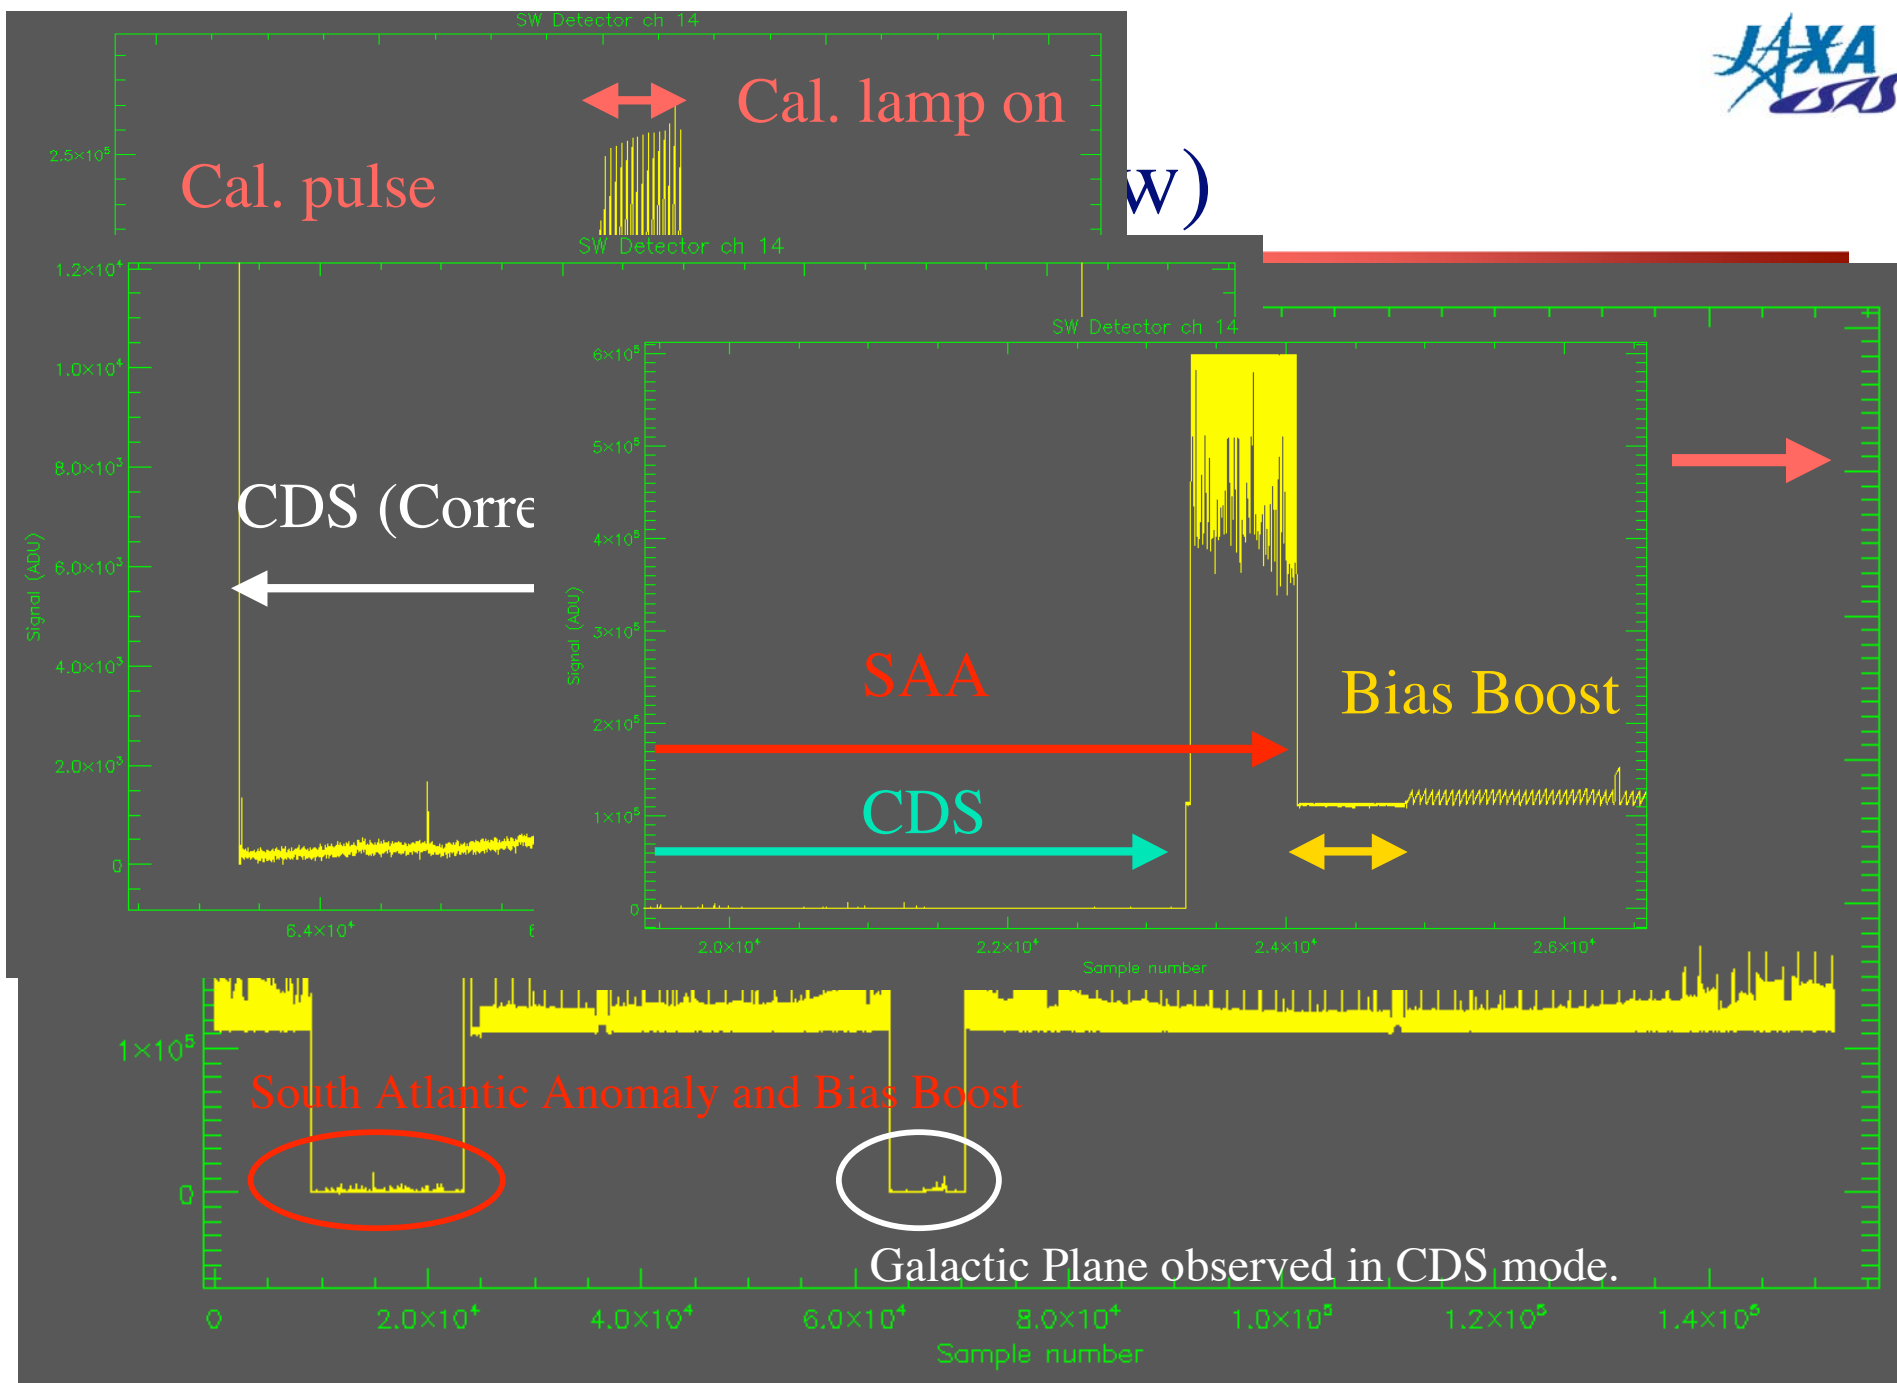 SW Detector ch 14
JAXA
ISAS
Cal. lamp on
2.5×10⁵
Cal. pulse
w)
SW Detector ch 14
1.2×10⁴
1.0×10⁴
8.0×10³
6.0×10³
4.0×10³
2.0×10³
0
Signal (ADU)
CDS (Corre
6.4×10⁴
SW Detector ch 14
6×10⁵
5×10⁵
4×10⁵
3×10⁵
2×10⁵
1×10⁵
0
Signal (ADU)
SAA
Bias Boost
CDS
2.0×10⁴
2.2×10⁴
2.4×10⁴
2.6×10⁴
Sample number
1×10⁵
South Atlantic Anomaly and Bias Boost
0
Galactic Plane observed in CDS mode.
0
2.0×10⁴
4.0×10⁴
6.0×10⁴
8.0×10⁴
1.0×10⁵
1.2×10⁵
1.4×10⁵
Sample number